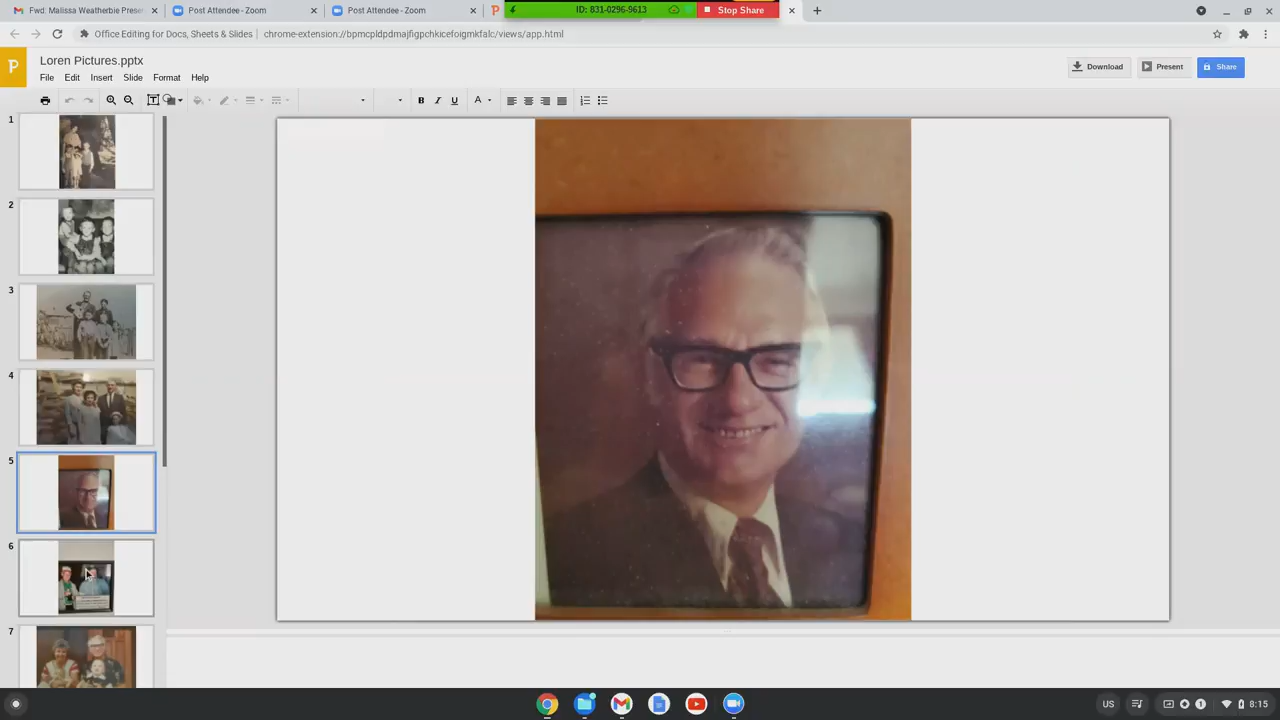 Fwd: Malissa Weatherbie Prese
Post Attendee - Zoom
Post Attendee - Zoom
ID: 831-0296-9613
Stop Share
Office Editing for Docs, Sheets & Slides
chrome-extension://bpmcpldpdmajfigpchkicefoigmkfalc/views/app.html
P
Loren Pictures.pptx
File Edit Insert Slide Format Help
Download
Present
Share
T
B I U A
1
2
3
4
5
6
7
US
1
8:15